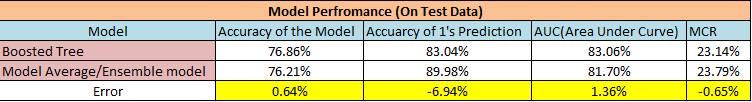 Model Perfromance (On Test Data)
Model Accuracy of the Model Accuarcy of 1's Prediction AUC(Area Under Curve) MCR
Boosted Tree 76.86% 83.04% 83.06% 23.14%
Model Average/Ensemble model 76.21% 89.98% 81.70% 23.79%
Error 0.64% -6.94% 1.36% -0.65%